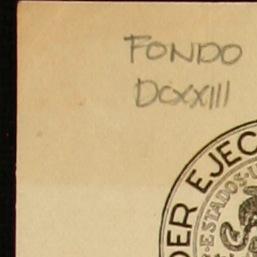 FONDO
DCXXIII
DER EJEC
ESTADOS·U